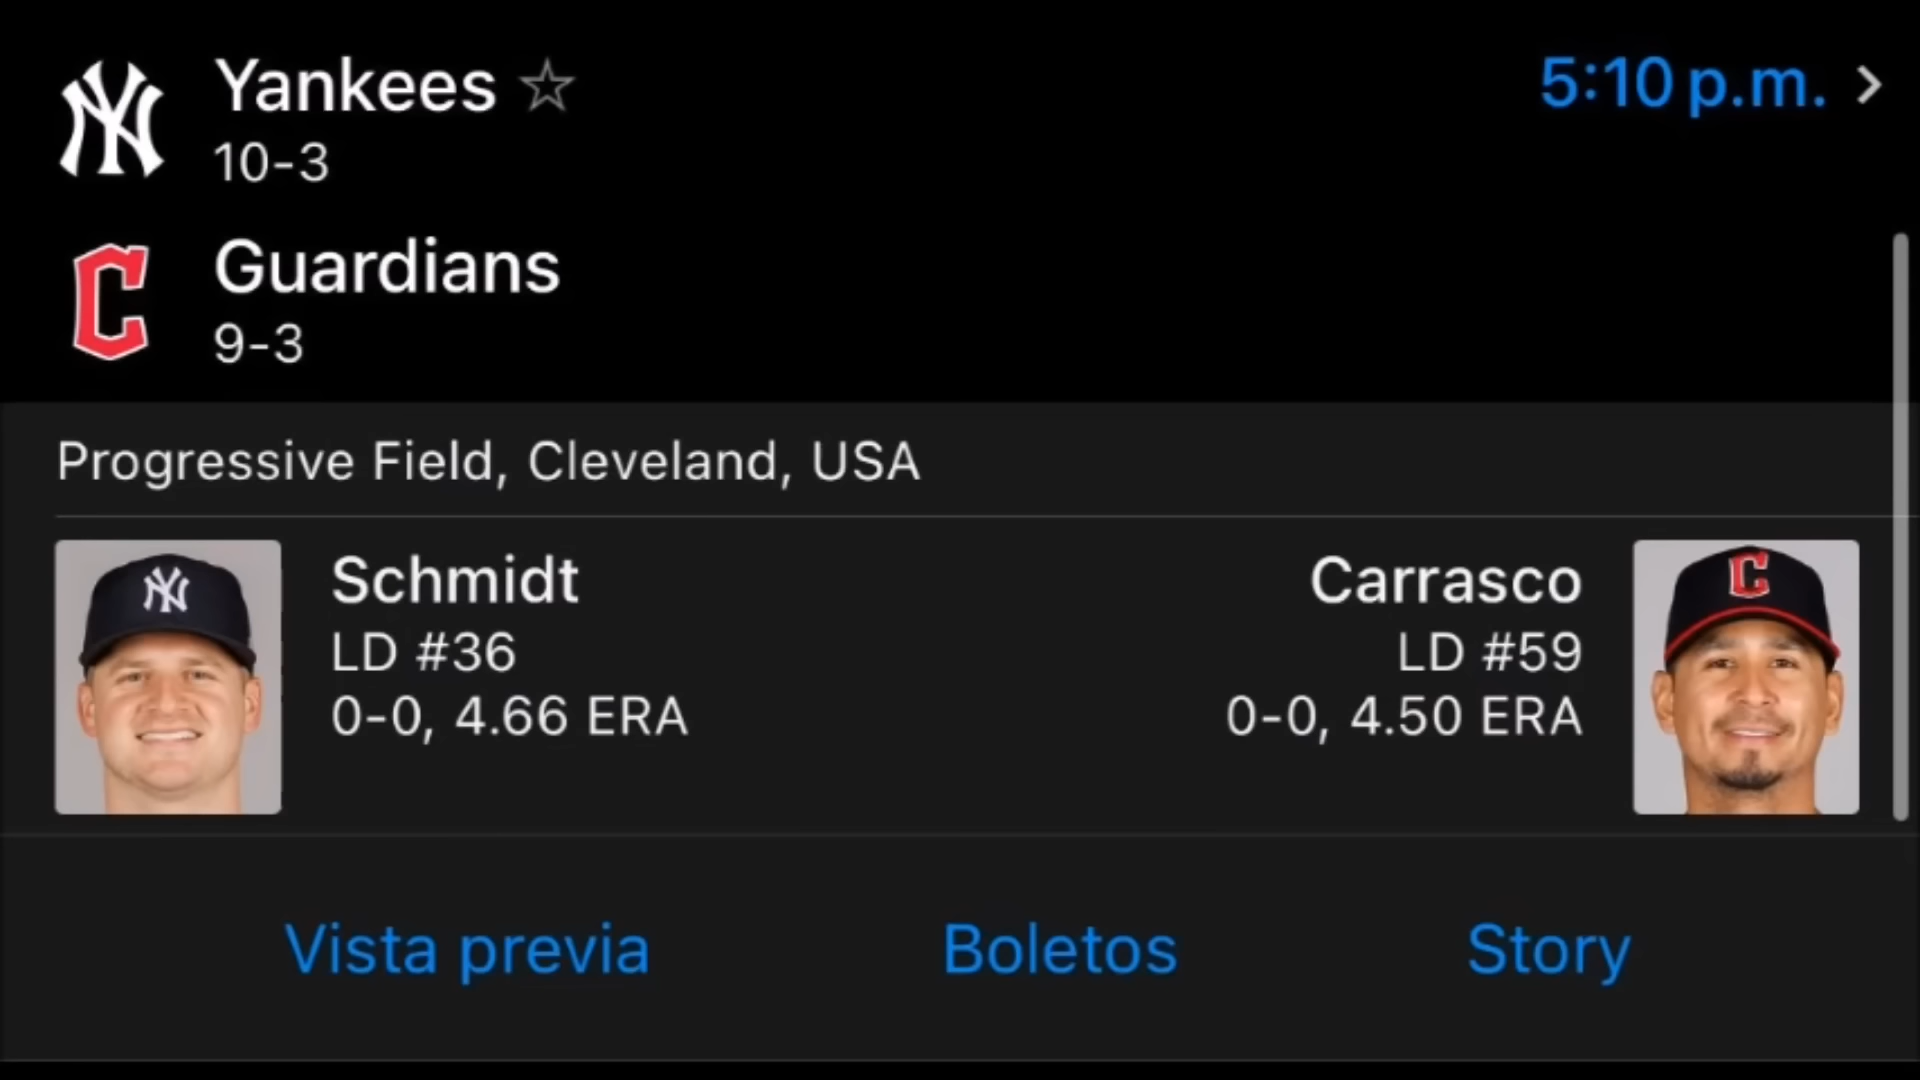 Yankees
5:10 p.m.
10-3
Guardians
9-3
Progressive Field, Cleveland, USA
Schmidt
LD #36
0-0, 4.66 ERA
Carrasco
LD #59
0-0, 4.50 ERA
Vista previa
Boletos
Story